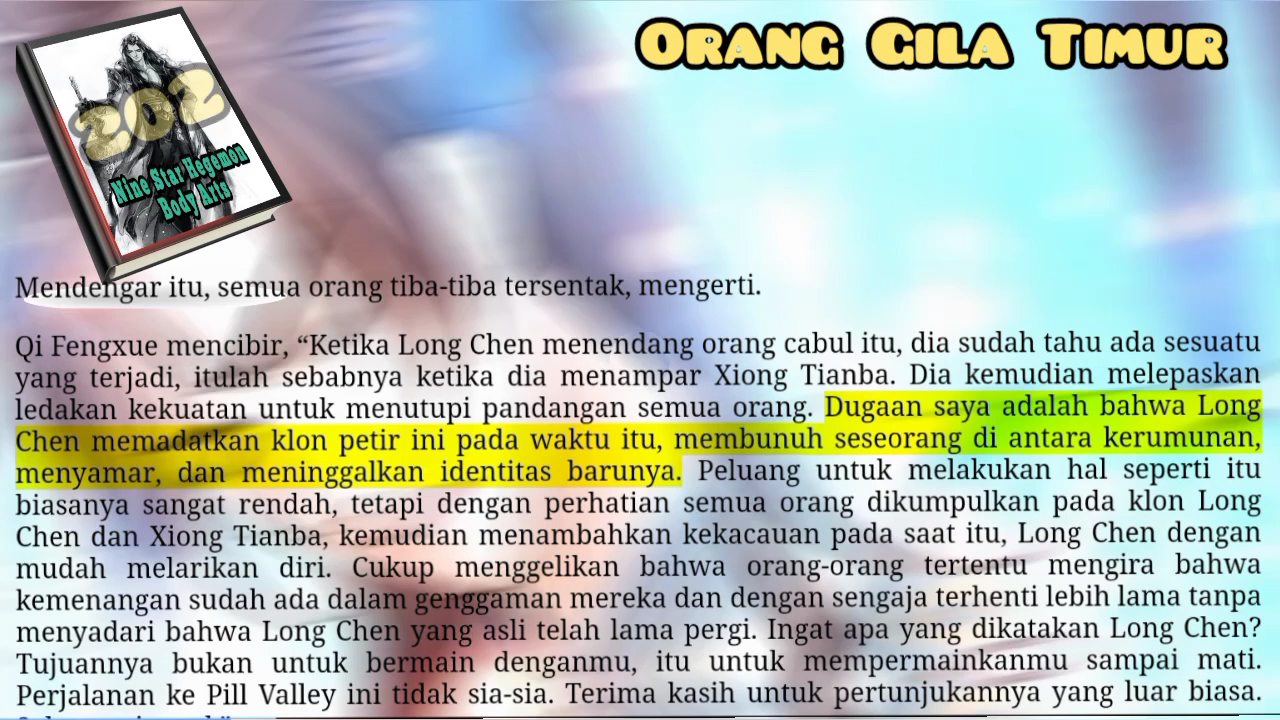 Orang Gila Timur
202
Nine Star Hegemon
Body Arts
Mendengar itu, semua orang tiba-tiba tersentak, mengerti.
Qi Fengxue mencibir, “Ketika Long Chen menendang orang cabul itu, dia sudah tahu ada sesuatu
yang terjadi, itulah sebabnya ketika dia menampar Xiong Tianba. Dia kemudian melepaskan
ledakan kekuatan untuk menutupi pandangan semua orang. Dugaan saya adalah bahwa Long
Chen memadatkan klon petir ini pada waktu itu, membunuh seseorang di antara kerumunan,
menyamar, dan meninggalkan identitas barunya. Peluang untuk melakukan hal seperti itu
biasanya sangat rendah, tetapi dengan perhatian semua orang dikumpulkan pada klon Long
Chen dan Xiong Tianba, kemudian menambahkan kekacauan pada saat itu, Long Chen dengan
mudah melarikan diri. Cukup menggelikan bahwa orang-orang tertentu mengira bahwa
kemenangan sudah ada dalam genggaman mereka dan dengan sengaja terhenti lebih lama tanpa
menyadari bahwa Long Chen yang asli telah lama pergi. Ingat apa yang dikatakan Long Chen?
Tujuannya bukan untuk bermain denganmu, itu untuk mempermainkanmu sampai mati.
Perjalanan ke Pill Valley ini tidak sia-sia. Terima kasih untuk pertunjukannya yang luar biasa.